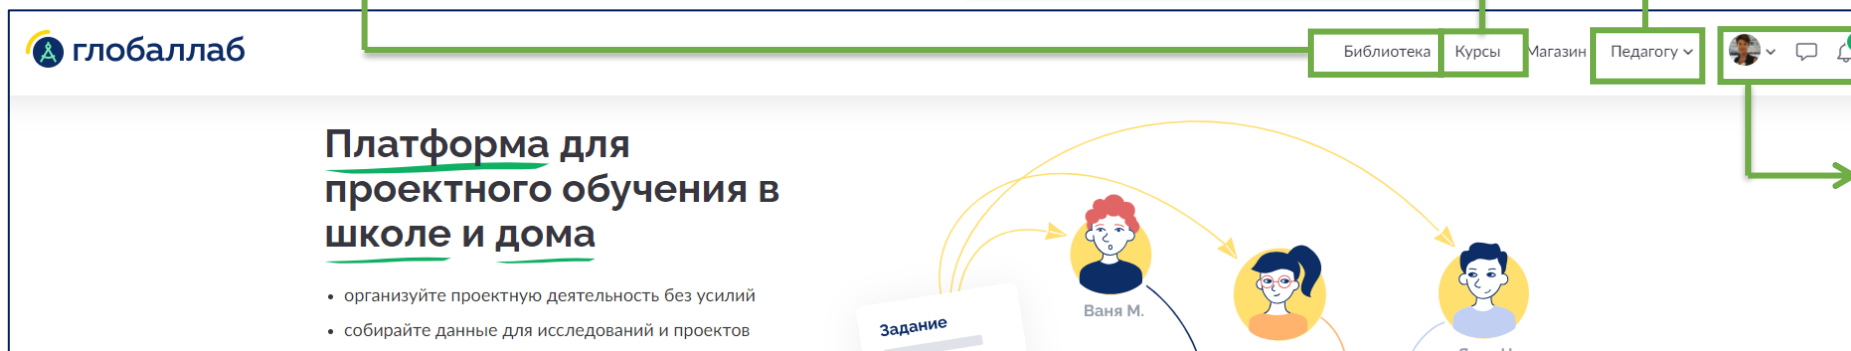 глобаллаб
Библиотека Курсы Магазин Педагогу
Платформа для
проектного обучения в
школе и дома
• организуйте проектную деятельность без усилий
• собирайте данные для исследований и проектов
Задание
Ваня М.